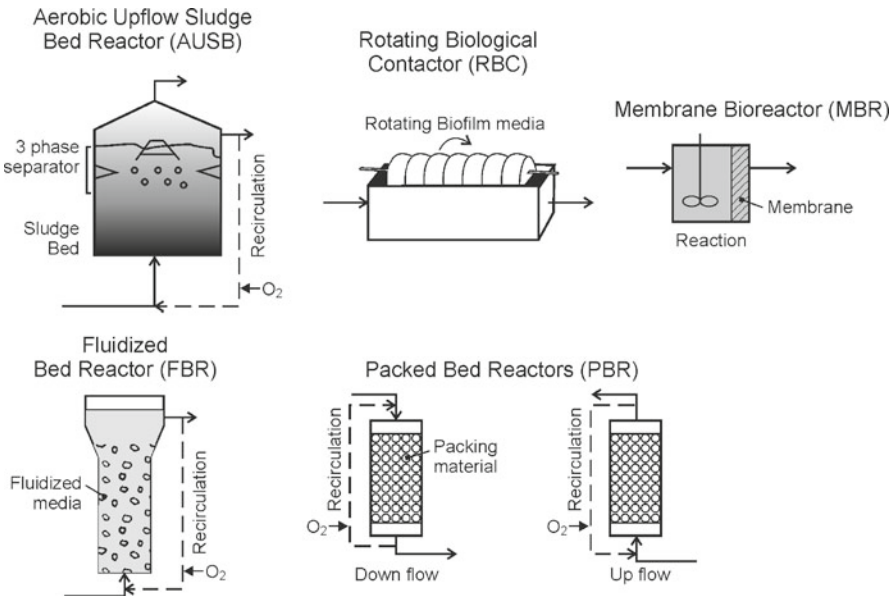 Aerobic Upflow Sludge
Bed Reactor (AUSB)
3 phase
separator
Sludge
Bed
Recirculation
O₂
Rotating Biological
Contactor (RBC)
Rotating Biofilm media
Membrane Bioreactor (MBR)
Membrane
Reaction
Fluidized
Bed Reactor (FBR)
Fluidized
media
Recirculation
O₂
Packed Bed Reactors (PBR)
Recirculation
Packing
material
O₂
Down flow
Recirculation
O₂
Up flow